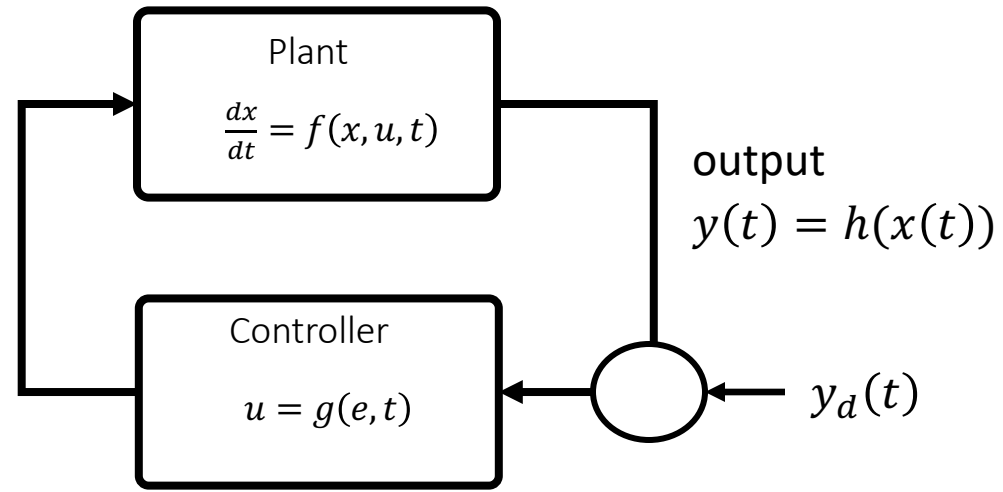 Plant
dx/dt = f(x, u, t)
output
y(t) = h(x(t))
Controller
u = g(e, t)
y_d(t)